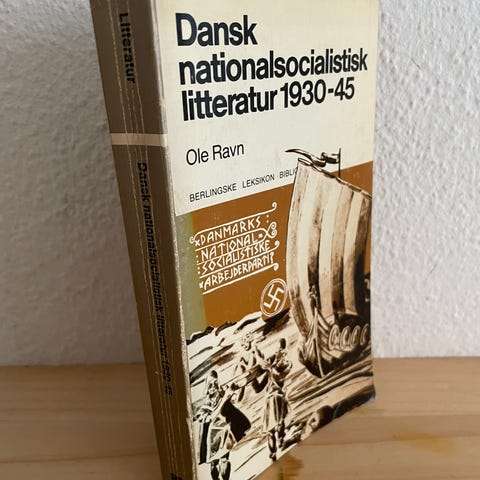 Litteratur
Dansk nationalsocialistisk litteratur 1930-45
Dansk
nationalsocialistisk
litteratur 1930-45
Ole Ravn
BERLINGSKE LEKSIKON
DANMARKS
NATIONAL-
SOCIALISTISKE
ARBEJDERPARTI